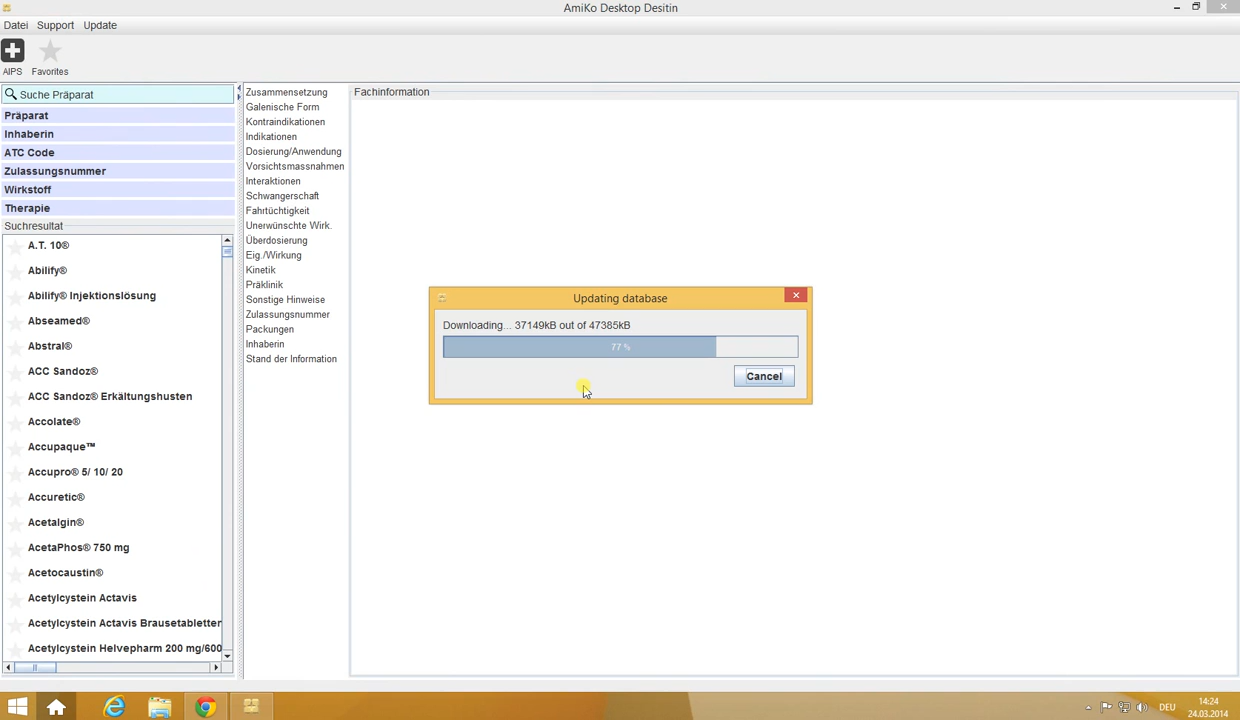 AmiKo Desktop Desitin
Datei Support Update
AIPS Favorites
Suche Präparat
Präparat
Inhaberin
ATC Code
Zulassungsnummer
Wirkstoff
Therapie
Suchresultat
A.T. 10®
Abilify®
Abilify® Injektionslösung
Abseamed®
Abstral®
ACC Sandoz®
ACC Sandoz® Erkältungshusten
Accolate®
Accupaque™
Accupro® 5/ 10/ 20
Accuretic®
Acetalgin®
AcetaPhos® 750 mg
Acetocaustin®
Acetylcystein Actavis
Acetylcystein Actavis Brausetabletten
Acetylcystein Helvepharm 200 mg/600
Zusammensetzung
Galenische Form
Kontraindikationen
Indikationen
Dosierung/Anwendung
Vorsichtsmassnahmen
Interaktionen
Schwangerschaft
Fahrtüchtigkeit
Unerwünschte Wirk.
Überdosierung
Eig./Wirkung
Kinetik
Präklinik
Sonstige Hinweise
Zulassungsnummer
Packungen
Inhaberin
Stand der Information
Fachinformation
Updating database
Downloading... 37149kB out of 47385kB
77 %
Cancel
DEU
14:24
24.03.2014